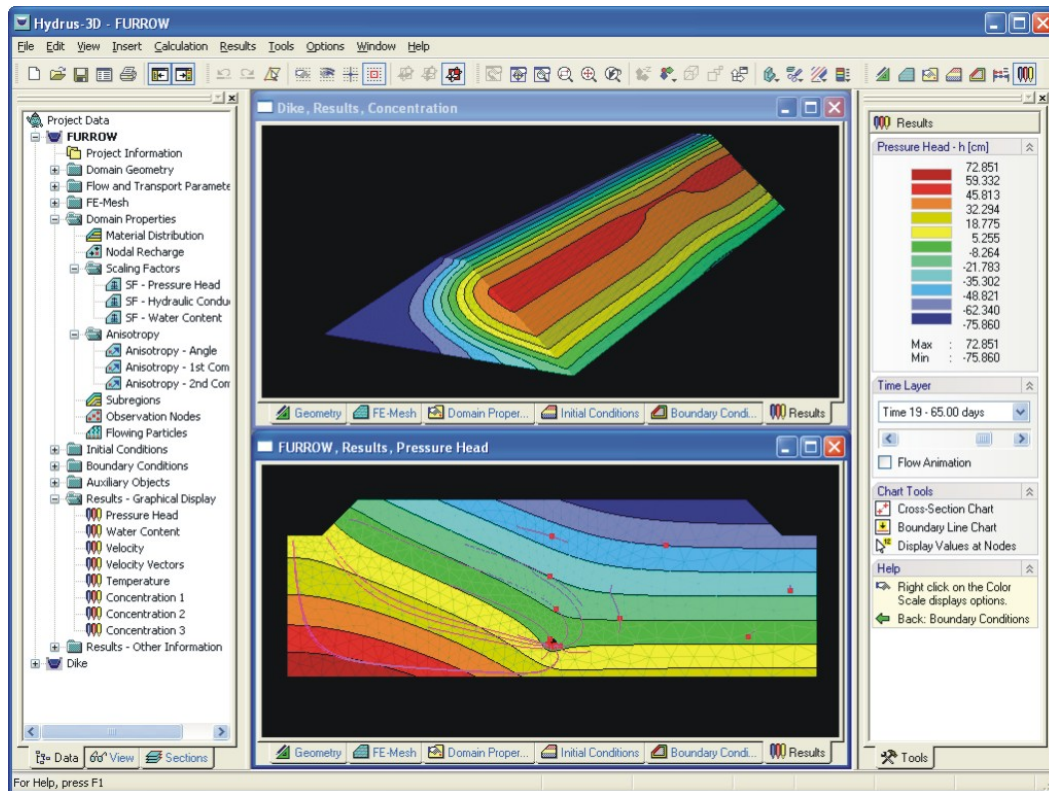 Hydrus-3D - FURROW
File Edit View Insert Calculation Results Tools Options Window Help
Project Data
FURROW
Project Information
Domain Geometry
Flow and Transport Paramete
FE-Mesh
Domain Properties
Material Distribution
Nodal Recharge
Scaling Factors
SF - Pressure Head
SF - Hydraulic Condu
SF - Water Content
Anisotropy
Anisotropy - Angle
Anisotropy - 1st Com
Anisotropy - 2nd Com
Subregions
Observation Nodes
Flowing Particles
Initial Conditions
Boundary Conditions
Auxiliary Objects
Results - Graphical Display
Pressure Head
Water Content
Velocity
Velocity Vectors
Temperature
Concentration 1
Concentration 2
Concentration 3
Results - Other Information
Dike
Data View Sections
For Help, press F1
Dike, Results, Concentration
Geometry FE-Mesh Domain Proper... Initial Conditions Boundary Condi... Results
FURROW, Results, Pressure Head
Geometry FE-Mesh Domain Proper... Initial Conditions Boundary Condi... Results
Results
Pressure Head - h [cm]
72.851
59.332
45.813
32.294
18.775
5.255
-8.264
-21.783
-35.302
-48.821
-62.340
-75.860
Max : 72.851
Min : -75.860
Time Layer
Time 19 - 65.00 days
Flow Animation
Chart Tools
Cross-Section Chart
Boundary Line Chart
Display Values at Nodes
Help
Right click on the Color
Scale displays options.
Back: Boundary Conditions
Tools